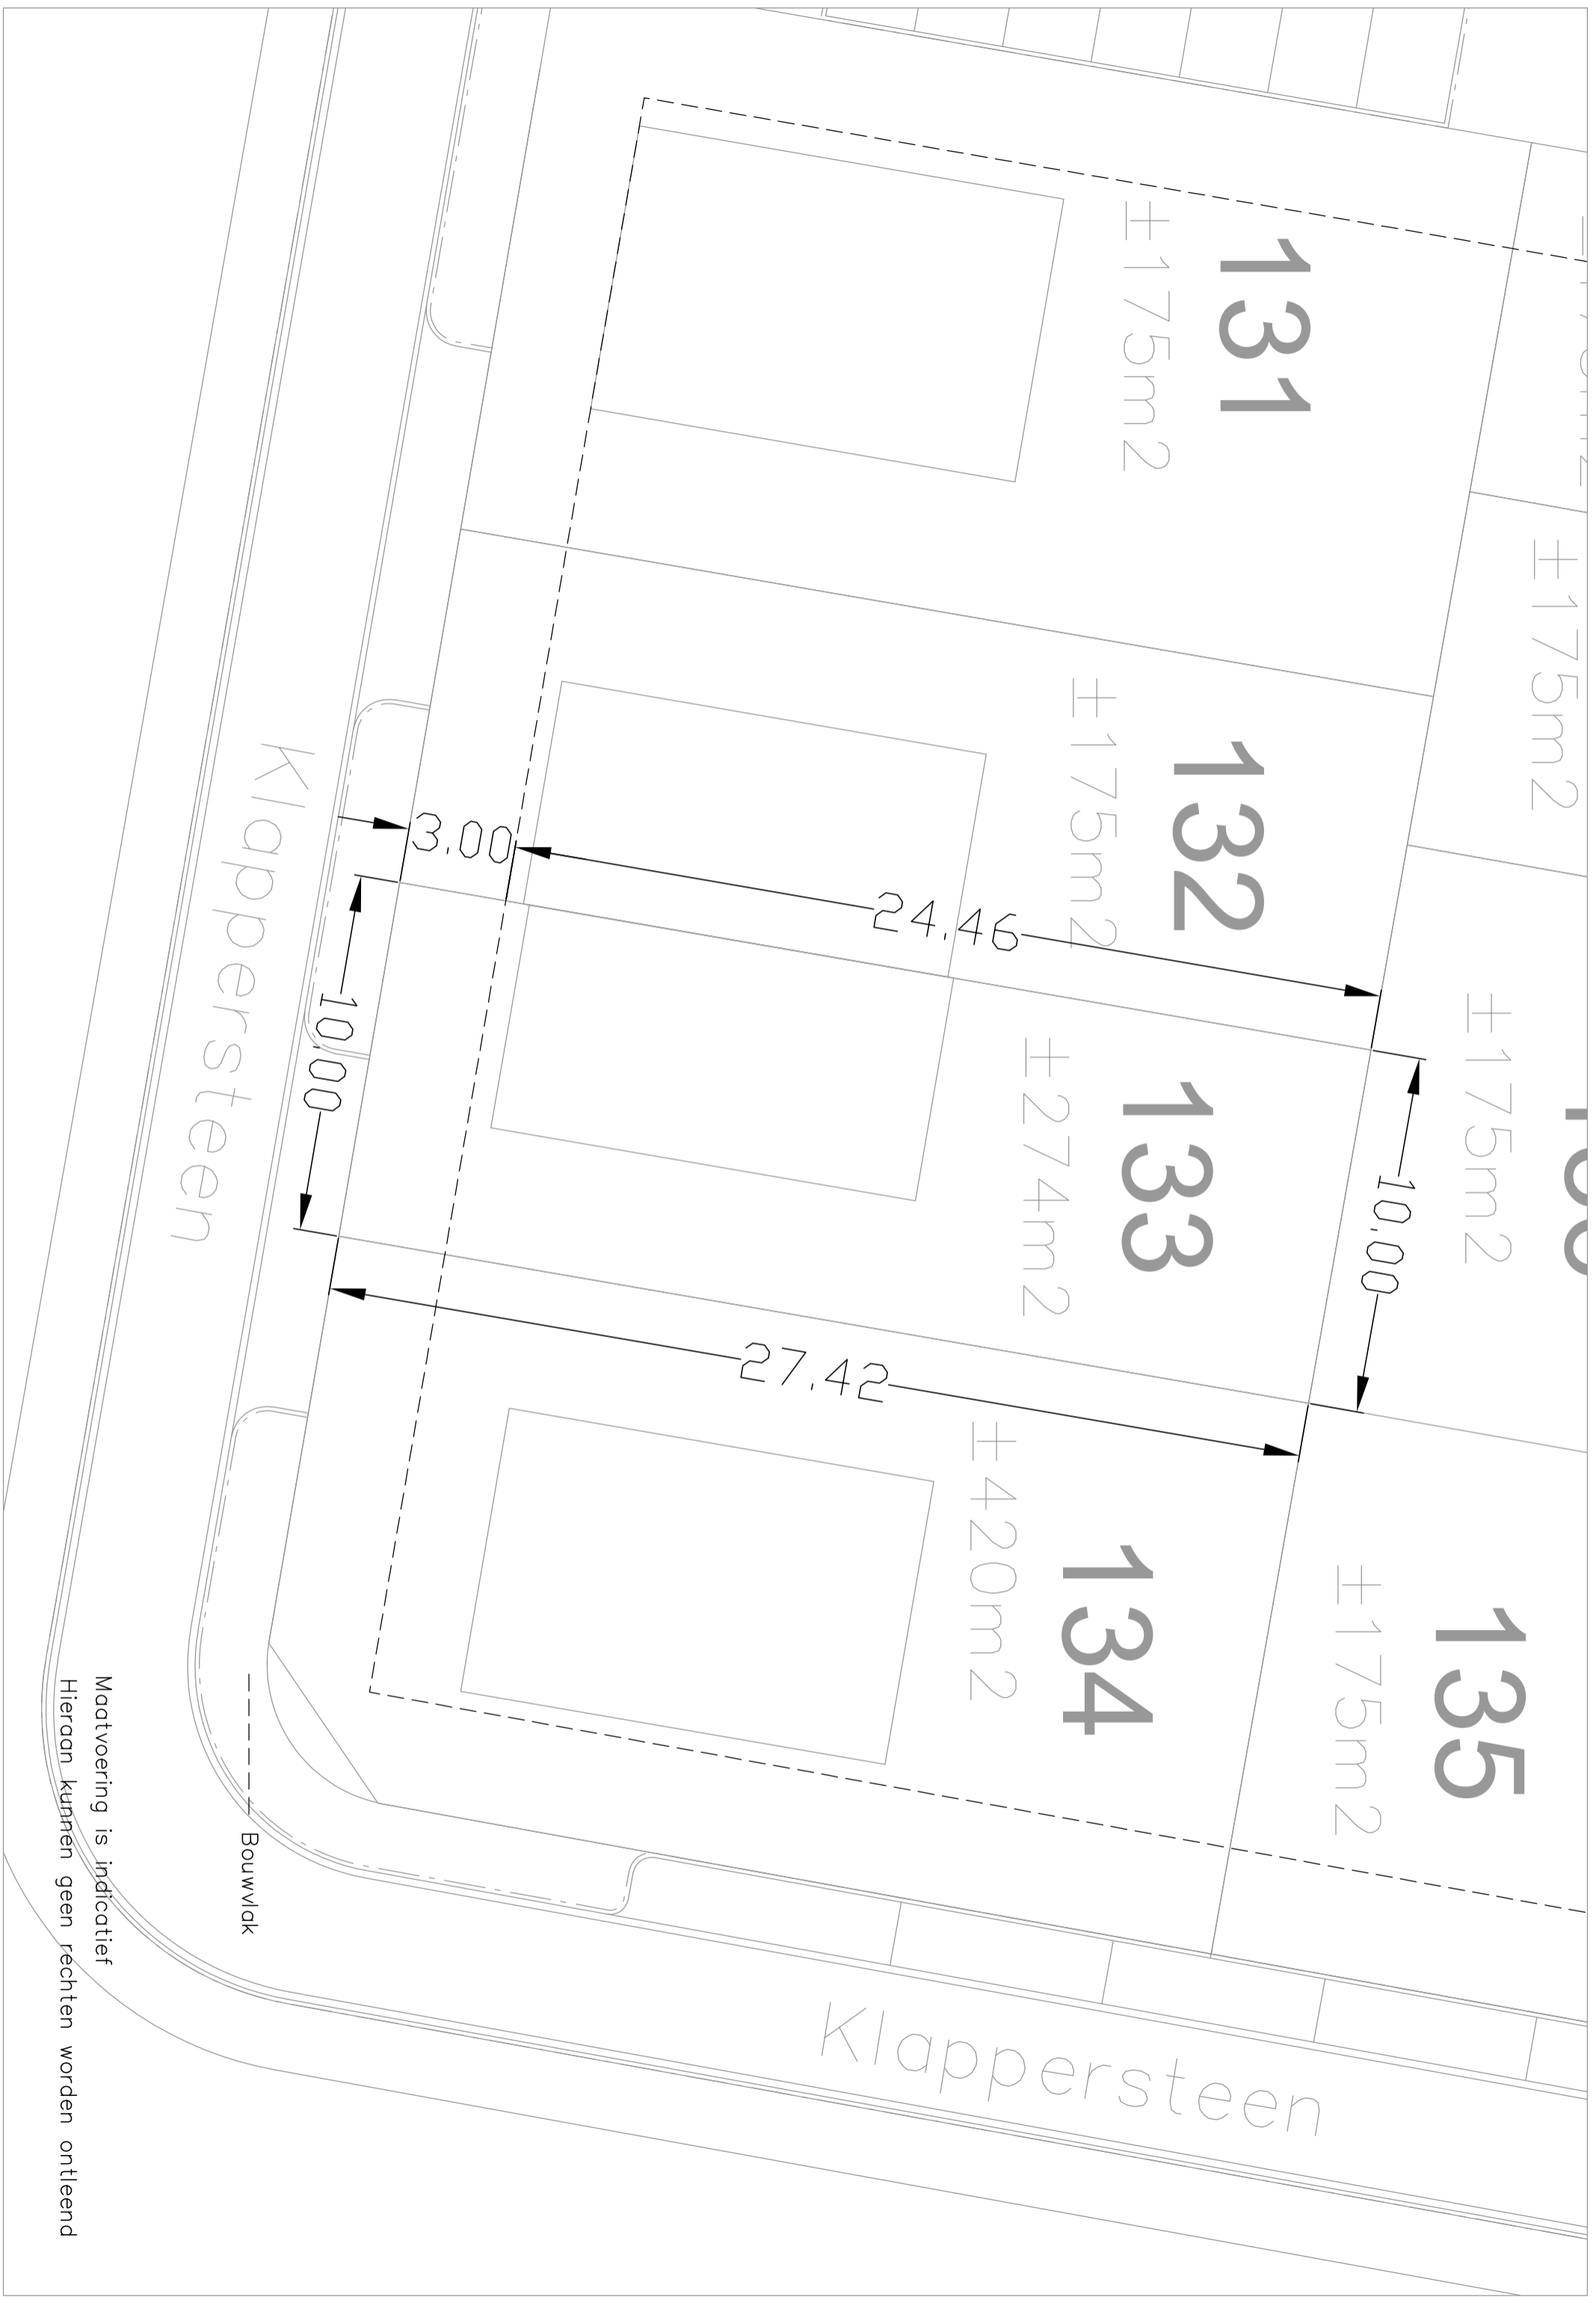 131
±175m2
132
±175m2
133
±274m2
134
±420m2
135
±175m2
±175m2
±175m2
3.00
24.46
10.00
10.00
27.42
Klappersteen
Klappersteen
Bouwvlak
Maatvoering is indicatief
Hieraan kunnen geen rechten worden ontleend